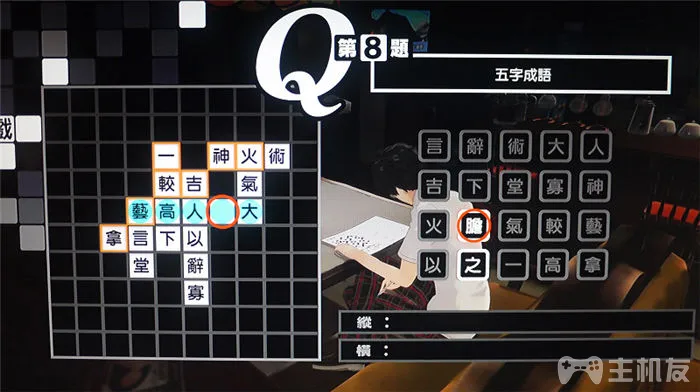 Q
第8題
五字成語
戲
一 神火術
較吉 氣
藝高人 大
拿言下以
堂 辭
寡
言辭術大人
吉下堂寡神
火膽氣較藝
以之一高拿
縱：
橫：
主机友